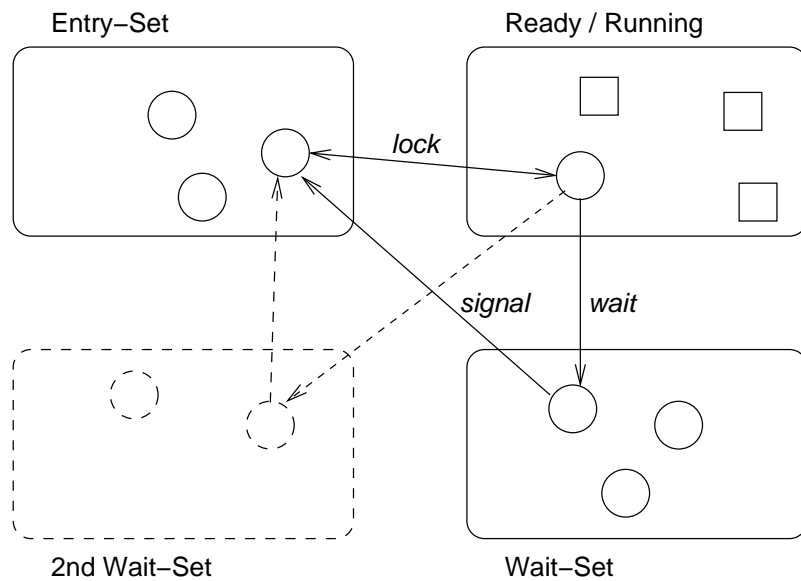 Entry–Set
Ready / Running
lock
signal
wait
2nd Wait–Set
Wait–Set